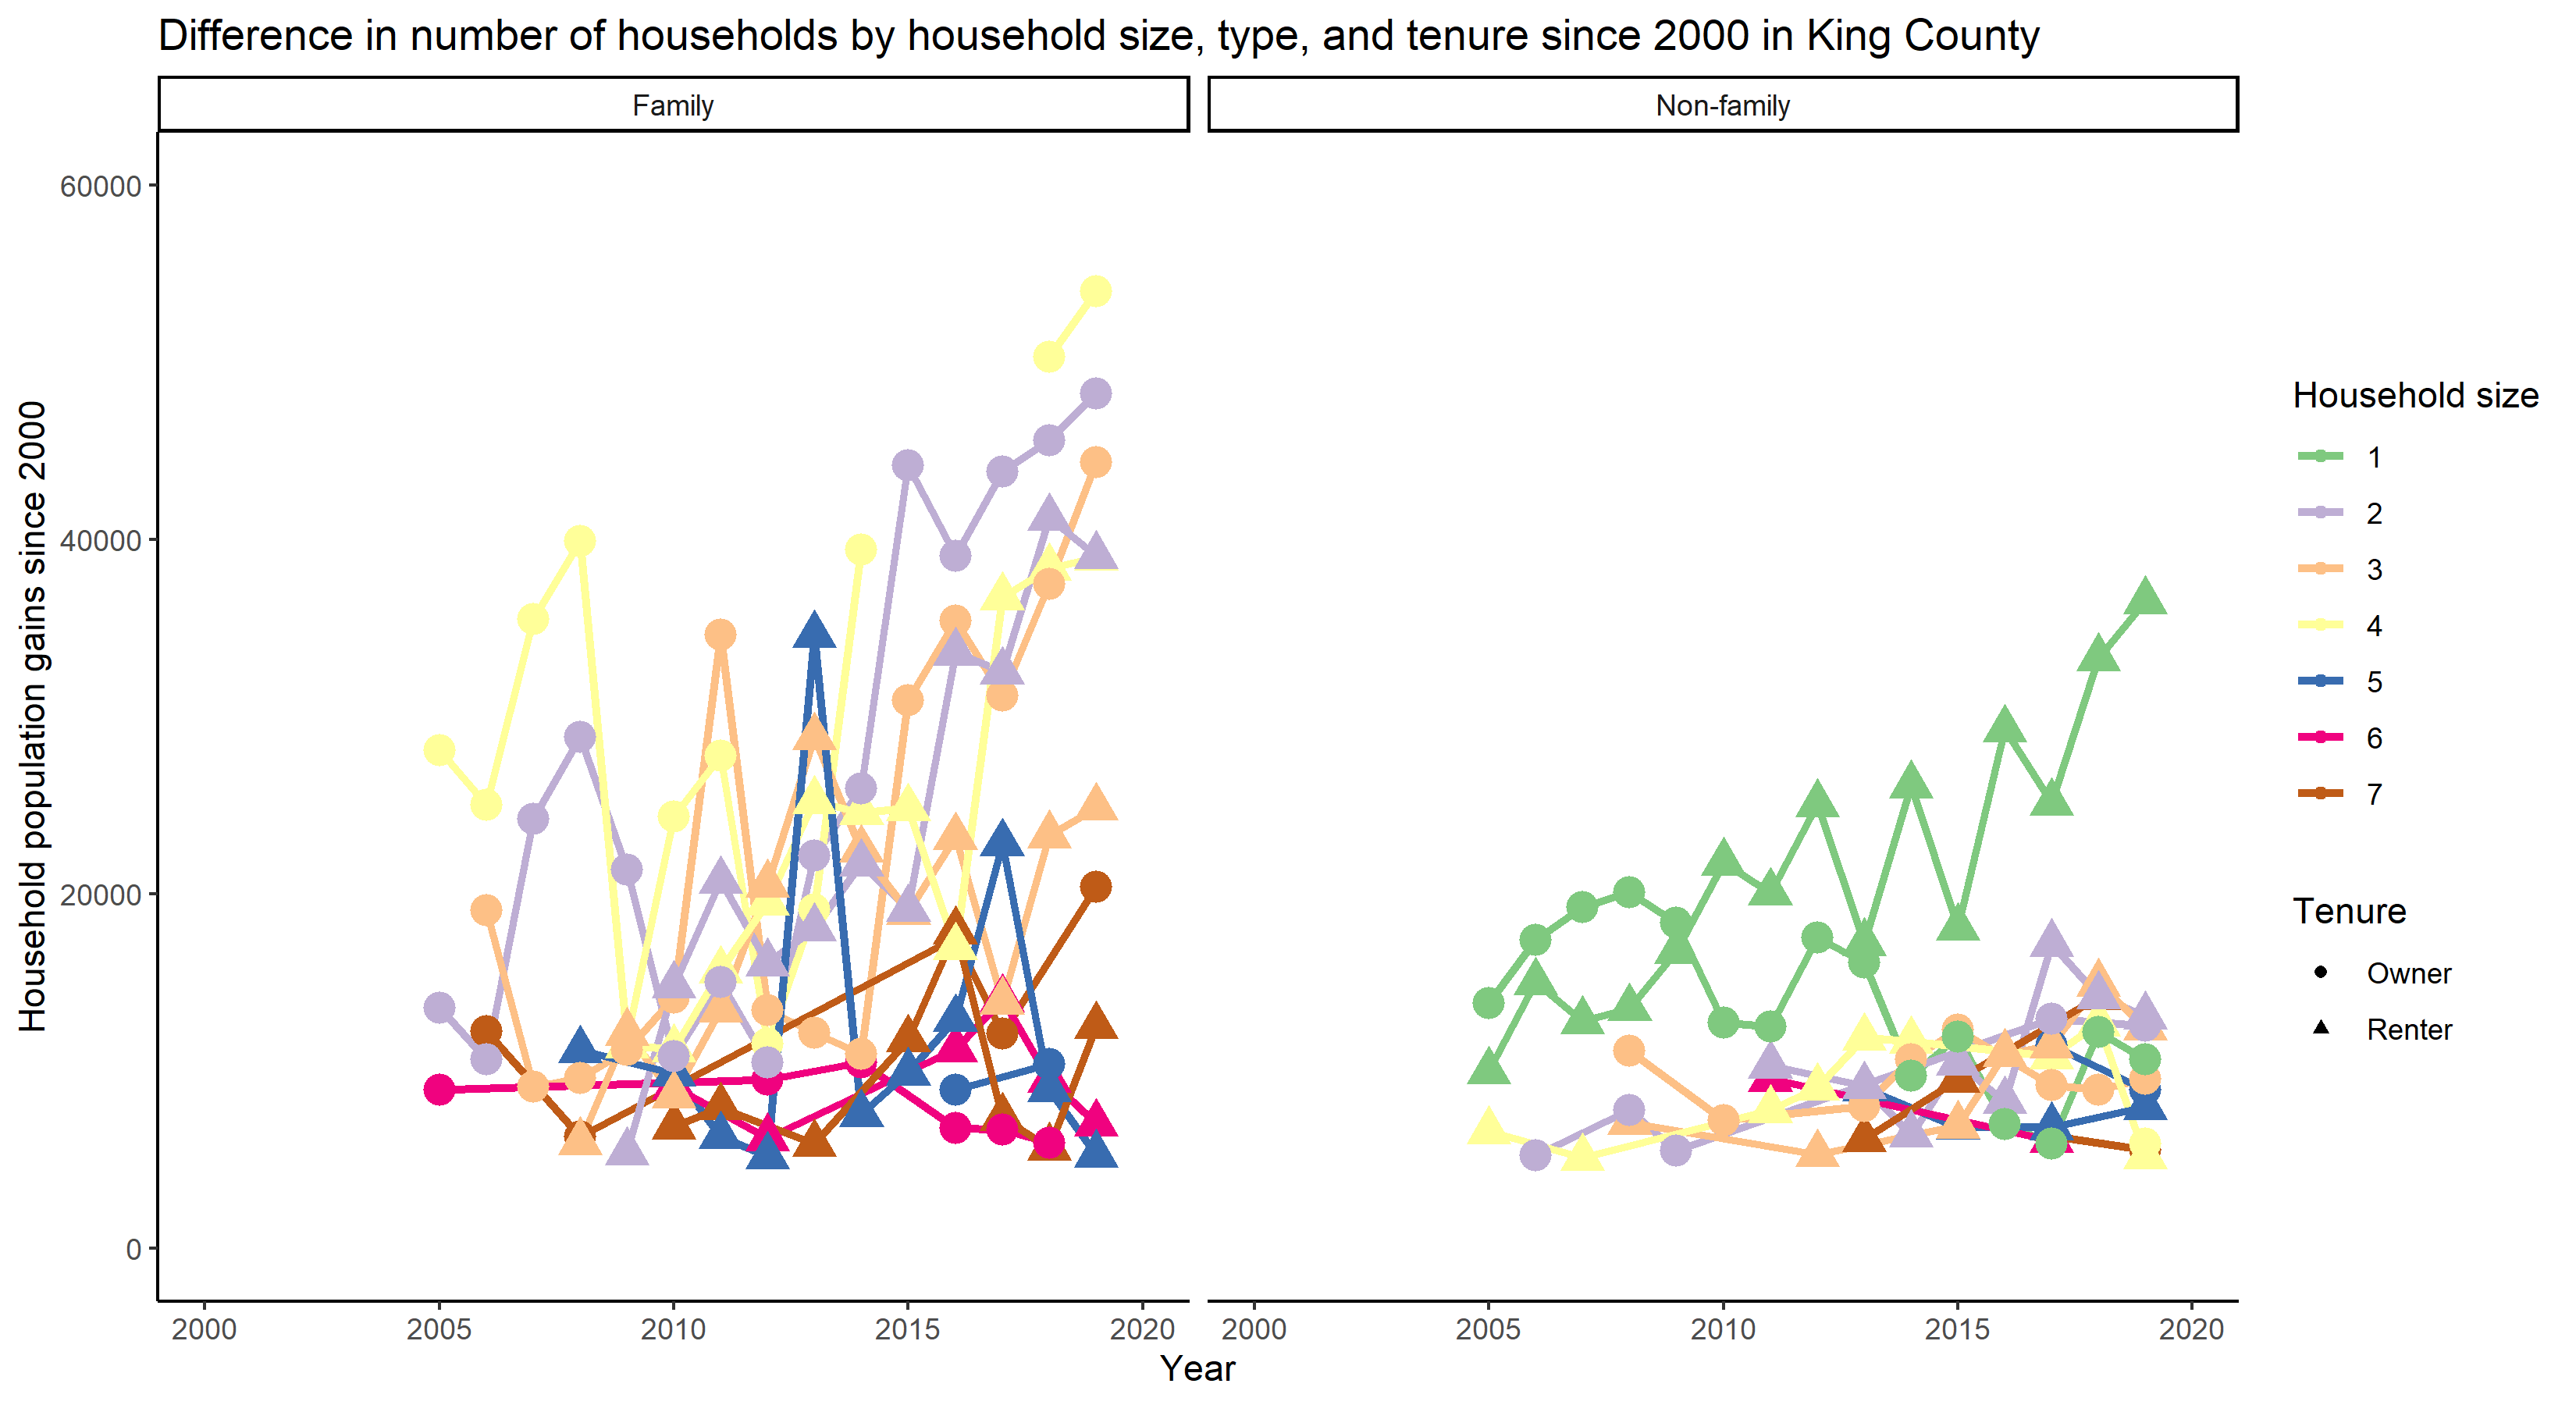 Difference in number of households by household size, type, and tenure since 2000 in King County
Family
Non-family
Household population gains since 2000
60000
40000
20000
0
2000 2005 2010 2015 2020
2000 2005 2010 2015 2020
Year
Household size
1
2
3
4
5
6
7
Tenure
Owner
Renter